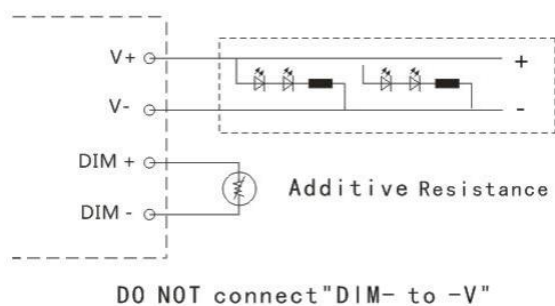 V+
+
V-
-
DIM +
Additive Resistance
DIM -
DO NOT connect"DIM- to -V"